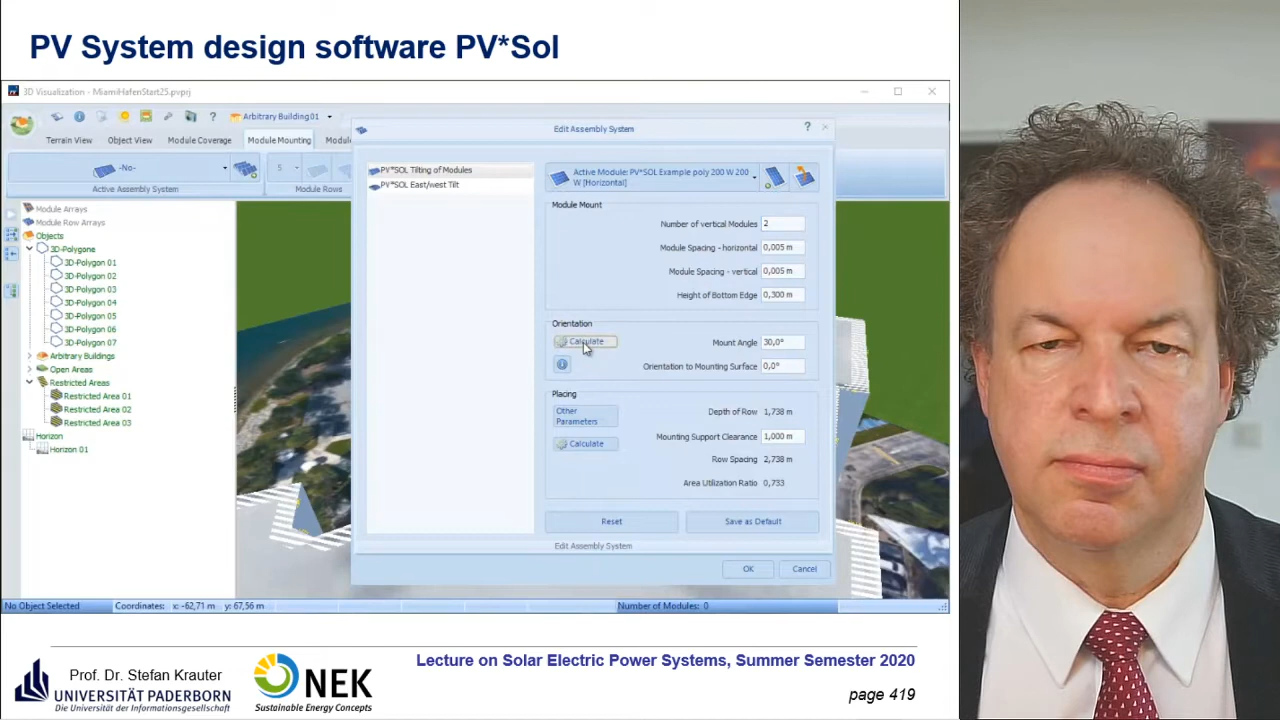 PV System design software PV*Sol
3D Visualization - MiamiHafenStart25.pvprj
Arbitrary Building01
Terrain View Object View Module Coverage Module Mounting Modul
-No-
5
Active Assembly System
Module Rows
Module Arrays
Module Row Arrays
Objects
3D-Polygone
3D-Polygon 01
3D-Polygon 02
3D-Polygon 03
3D-Polygon 04
3D-Polygon 05
3D-Polygon 06
3D-Polygon 07
Arbitrary Buildings
Open Areas
Restricted Areas
Restricted Area 01
Restricted Area 02
Restricted Area 03
Horizon
Horizon 01
Edit Assembly System
PV*SOL Tilting of Modules
PV*SOL East/west Tilt
Active Module: PV*SOL Example poly 200 W 200
W [Horizontal]
Module Mount
Number of vertical Modules 2
Module Spacing - horizontal 0,005 m
Module Spacing - vertical 0,005 m
Height of Bottom Edge 0,300 m
Orientation
Calculate
Mount Angle 30,0°
Orientation to Mounting Surface 0,0°
Placing
Other
Parameters
Calculate
Depth of Row 1,738 m
Mounting Support Clearance 1,000 m
Row Spacing 2,738 m
Area Utilization Ratio 0,733
Reset Save as Default
Edit Assembly System
OK Cancel
No Object Selected Coordinates: x: -62,71 m y: 67,56 m Number of Modules: 0
Prof. Dr. Stefan Krauter
UNIVERSITÄT PADERBORN
Die Universität der Informationsgesellschaft
NEK
Sustainable Energy Concepts
Lecture on Solar Electric Power Systems, Summer Semester 2020
page 419